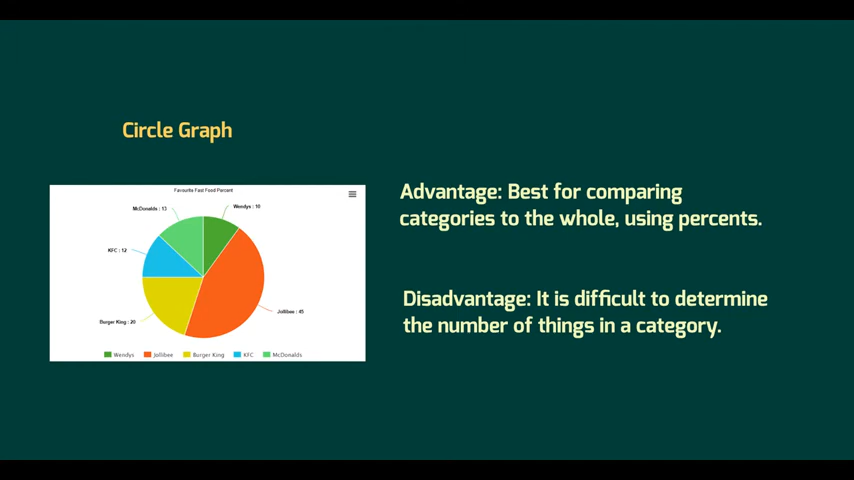 Circle Graph
Favourite Fast Food Percent
McDonalds : 13
Wendys : 10
KFC : 12
Burger King : 20
Jollibee : 45
Wendys Jollibee Burger King KFC McDonalds
Advantage: Best for comparing
categories to the whole, using percents.
Disadvantage: It is difficult to determine
the number of things in a category.